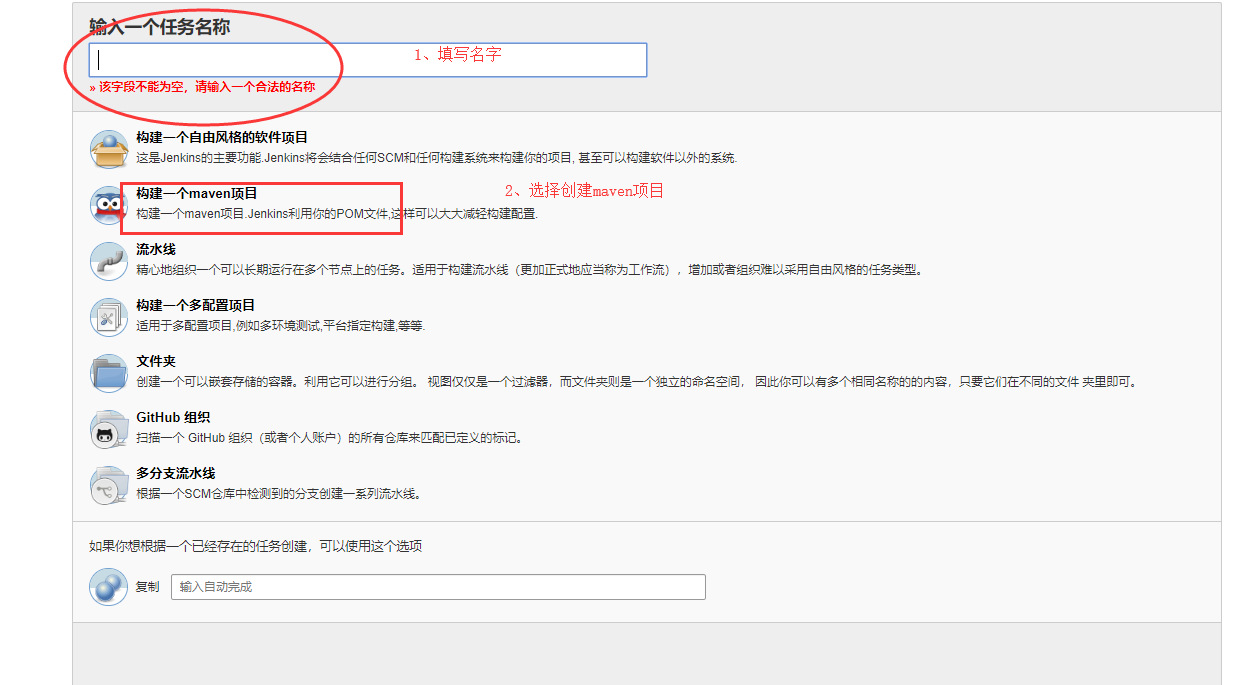 输入一个任务名称
1、填写名字
» 该字段不能为空，请输入一个合法的名称
构建一个自由风格的软件项目
这是Jenkins的主要功能.Jenkins将会结合任何SCM和任何构建系统来构建你的项目, 甚至可以构建软件以外的系统.
构建一个maven项目
2、选择创建maven项目
构建一个maven项目.Jenkins利用你的POM文件,这样可以大大减轻构建配置.
流水线
精心地组织一个可以长期运行在多个节点上的任务。适用于构建流水线（更加正式地应当称为工作流），增加或者组织难以采用自由风格的任务类型。
构建一个多配置项目
适用于多配置项目,例如多环境测试,平台指定构建,等等.
文件夹
创建一个可以嵌套存储的容器。利用它可以进行分组。 视图仅仅是一个过滤器，而文件夹则是一个独立的命名空间， 因此你可以有多个相同名称的的内容，只要它们在不同的文件 夹里即可。
GitHub 组织
扫描一个 GitHub 组织（或者个人账户）的所有仓库来匹配已定义的标记。
多分支流水线
根据一个SCM仓库中检测到的分支创建一系列流水线。
如果你想根据一个已经存在的任务创建，可以使用这个选项
复制
输入自动完成